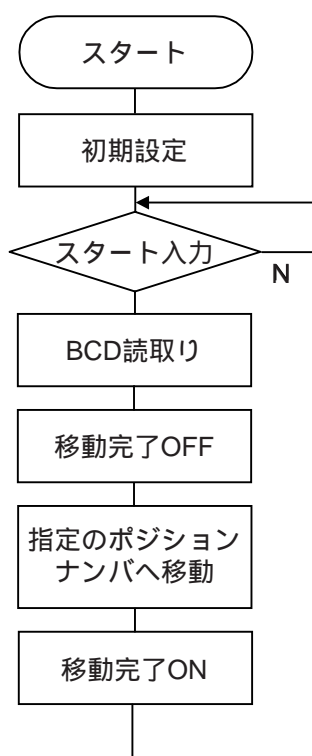 スタート
初期設定
スタート入力
N
BCD読取り
移動完了OFF
指定のポジション
ナンバへ移動
移動完了ON